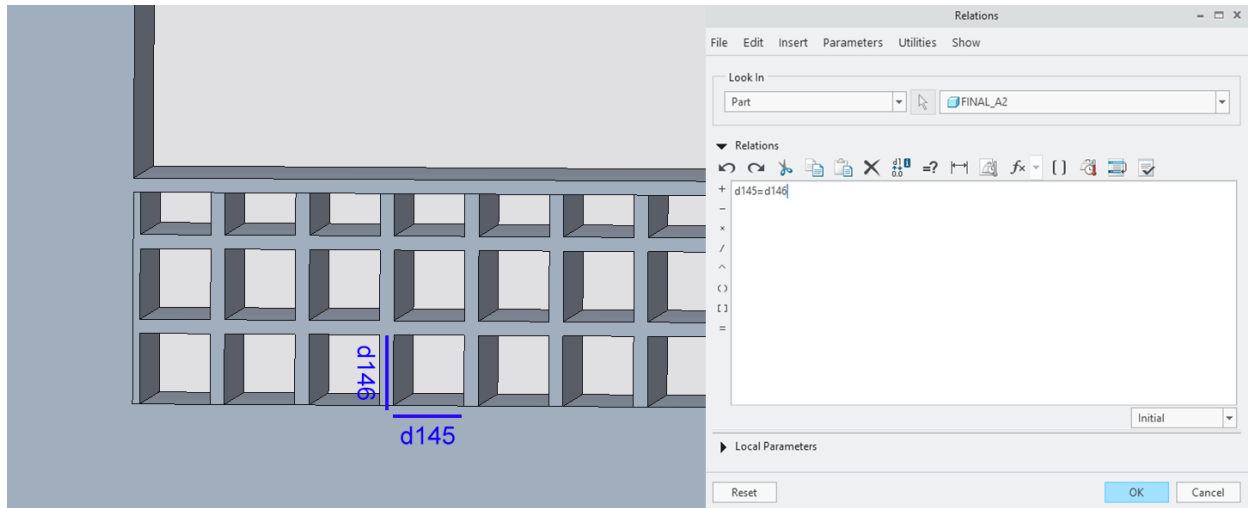 Relations
File Edit Insert Parameters Utilities Show
Look In
Part
FINAL_A2
Relations
=? fx [ ]
+ d145=d146
−
×
/
^
( )
[ ]
=
d146
d145
Initial
Local Parameters
Reset OK Cancel